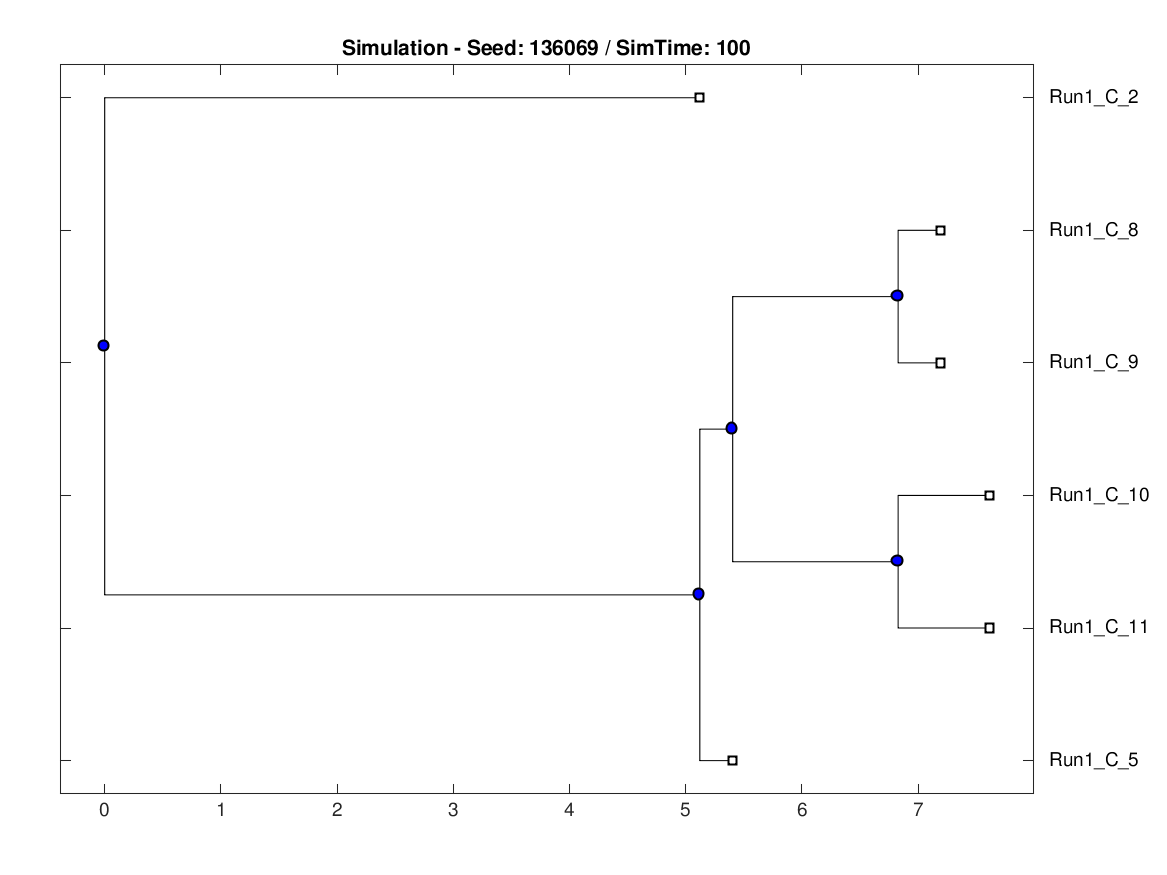 Simulation - Seed: 136069 / SimTime: 100
Run1_C_2
Run1_C_8
Run1_C_9
Run1_C_10
Run1_C_11
Run1_C_5
0 1 2 3 4 5 6 7